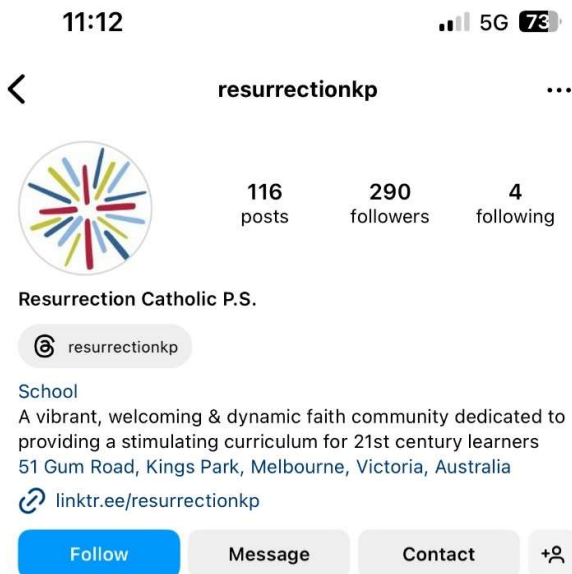 11:12 5G 73
resurrectionkp
116 290 4
posts followers following
Resurrection Catholic P.S.
resurrectionkp
School
A vibrant, welcoming & dynamic faith community dedicated to
providing a stimulating curriculum for 21st century learners
51 Gum Road, Kings Park, Melbourne, Victoria, Australia
linktr.ee/resurrectionkp
Follow Message Contact